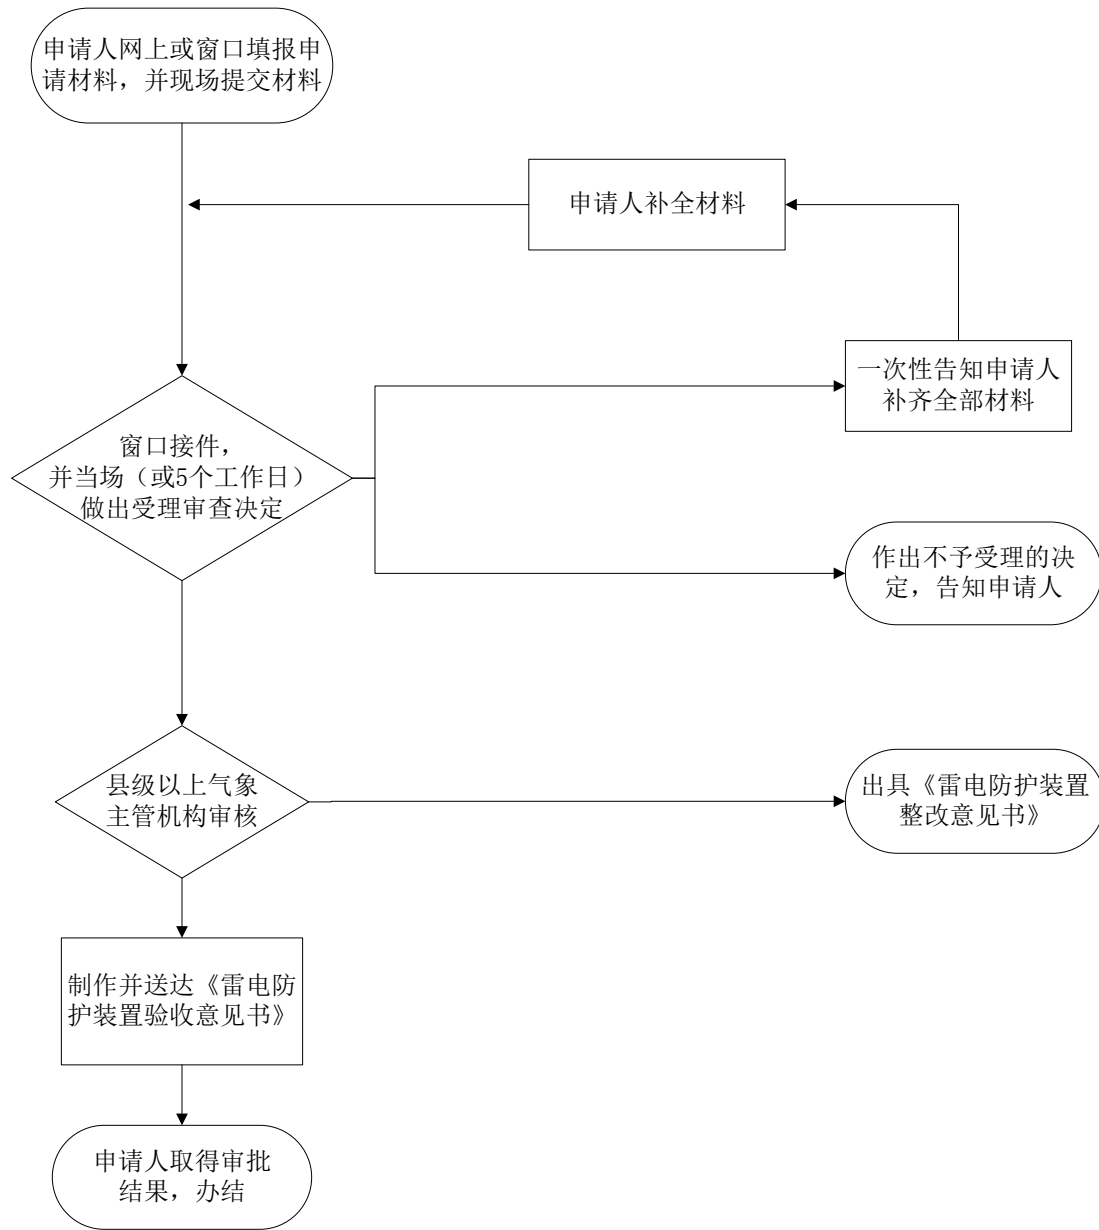 申请人网上或窗口填报申
请材料，并现场提交材料
申请人补全材料
一次性告知申请人
补齐全部材料
窗口接件，
并当场（或5个工作日）
做出受理审查决定
作出不予受理的决
定，告知申请人
县级以上气象
主管机构审核
出具《雷电防护装置
整改意见书》
制作并送达《雷电防
护装置验收意见书》
申请人取得审批
结果，办结